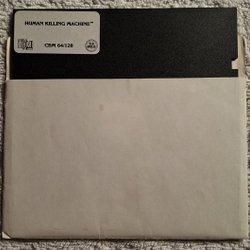 HUMAN KILLING MACHINE™
CBM 64/128